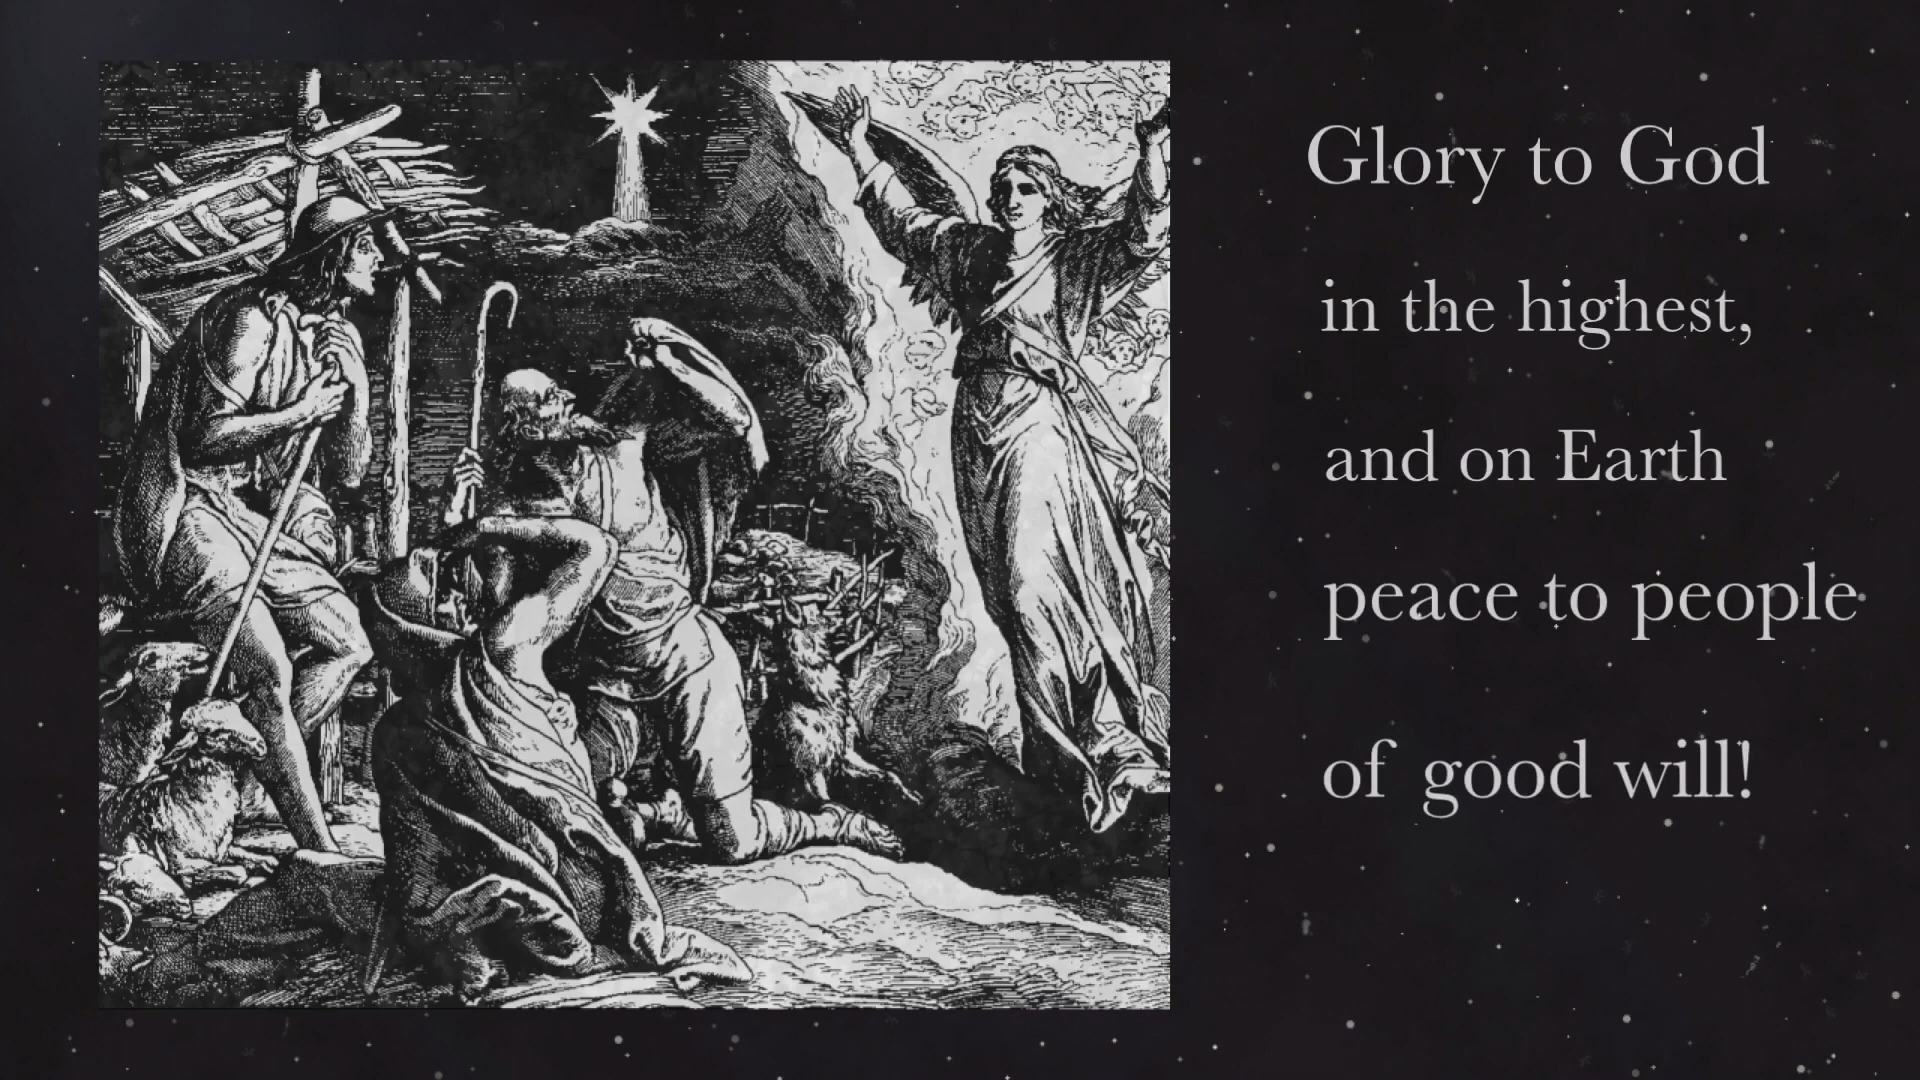 Glory to God
in the highest,
and on Earth
peace to people
of good will!